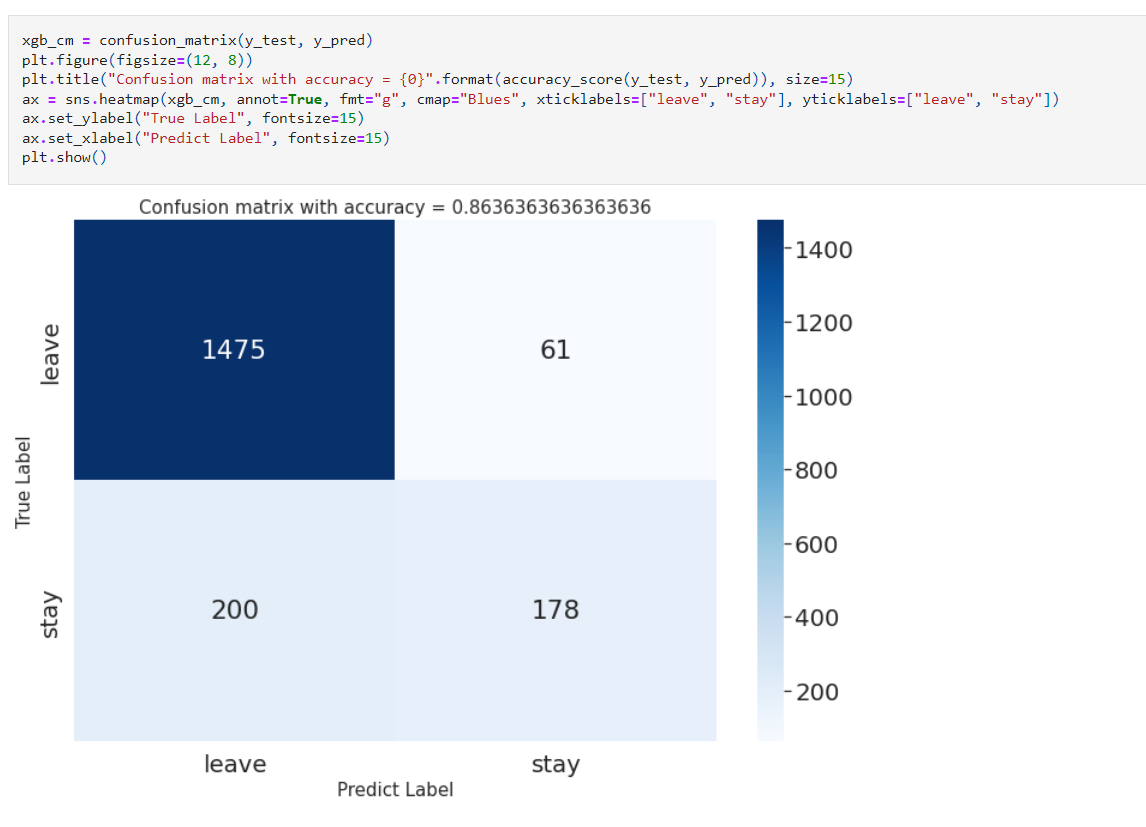 xgb_cm = confusion_matrix(y_test, y_pred)
plt.figure(figsize=(12, 8))
plt.title("Confusion matrix with accuracy = {0}".format(accuracy_score(y_test, y_pred)), size=15)
ax = sns.heatmap(xgb_cm, annot=True, fmt="g", cmap="Blues", xticklabels=["leave", "stay"], yticklabels=["leave", "stay"])
ax.set_ylabel("True Label", fontsize=15)
ax.set_xlabel("Predict Label", fontsize=15)
plt.show()
Confusion matrix with accuracy = 0.8636363636363636
True Label
leave
stay
1475
61
200
178
leave
stay
Predict Label
1400
1200
1000
800
600
400
200